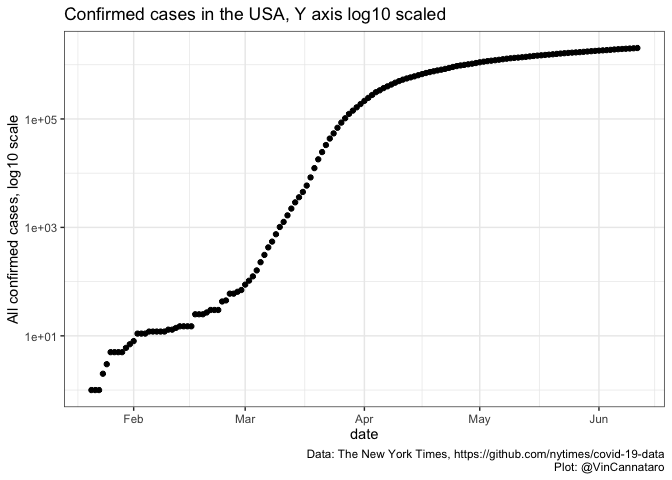 Confirmed cases in the USA, Y axis log10 scaled
All confirmed cases, log10 scale
1e+05
1e+03
1e+01
Feb Mar Apr May Jun
date
Data: The New York Times, https://github.com/nytimes/covid-19-data
Plot: @VinCannataro